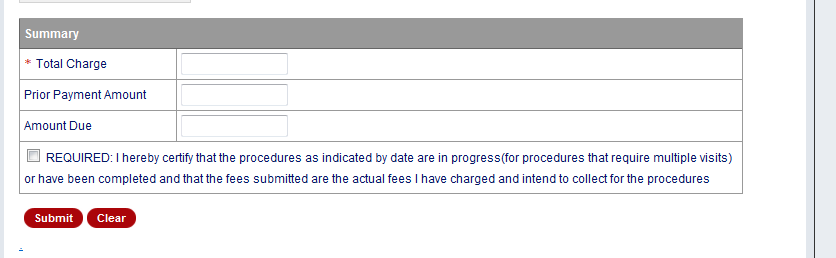 Summary
* Total Charge
Prior Payment Amount
Amount Due
REQUIRED: I hereby certify that the procedures as indicated by date are in progress(for procedures that require multiple visits)
or have been completed and that the fees submitted are the actual fees I have charged and intend to collect for the procedures
Submit Clear
.